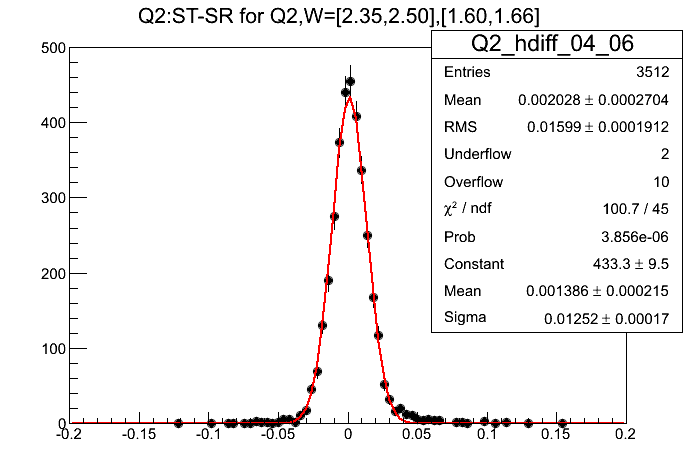 Q2:ST-SR for Q2,W=[2.35,2.50],[1.60,1.66]
Q2_hdiff_04_06
Entries 3512
Mean 0.002028 ± 0.0002704
RMS 0.01599 ± 0.0001912
Underflow 2
Overflow 10
χ² / ndf 100.7 / 45
Prob 3.856e-06
Constant 433.3 ± 9.5
Mean 0.001386 ± 0.000215
Sigma 0.01252 ± 0.00017
500
400
300
200
100
0
-0.2 -0.15 -0.1 -0.05 0 0.05 0.1 0.15 0.2